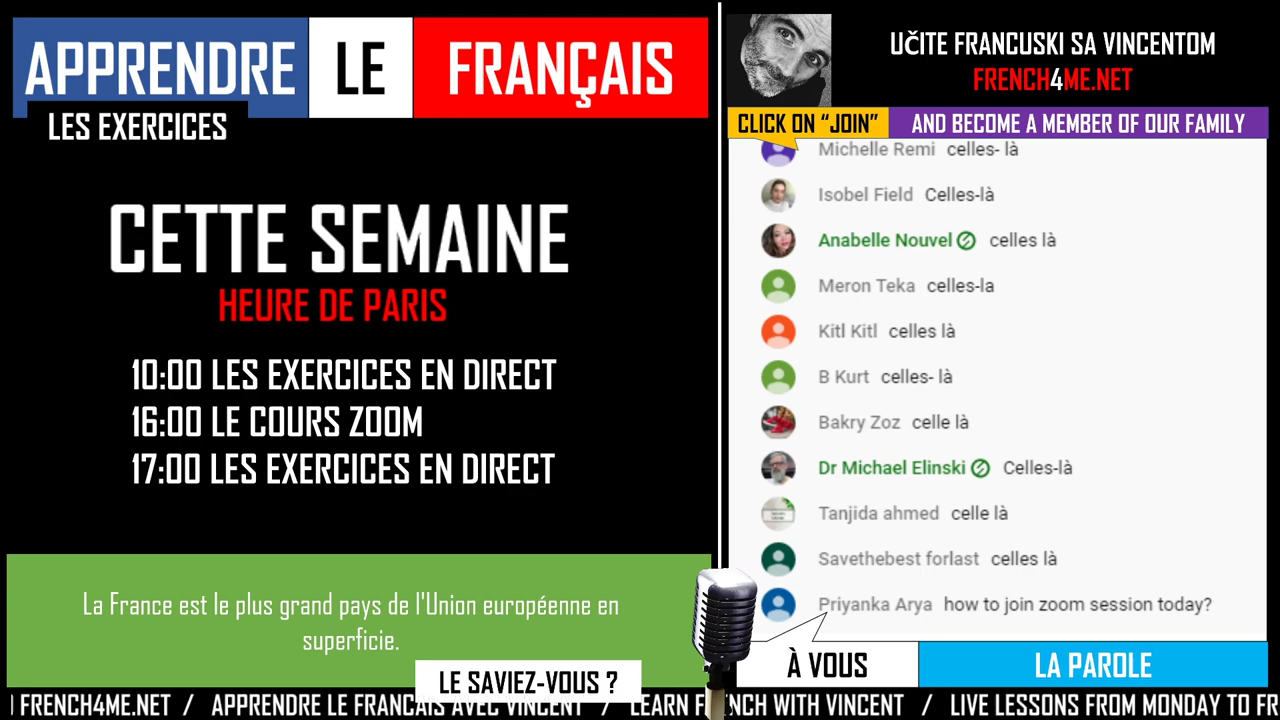 APPRENDRE LE FRANÇAIS
LES EXERCICES
CETTE SEMAINE
HEURE DE PARIS
10:00 LES EXERCICES EN DIRECT
16:00 LE COURS ZOOM
17:00 LES EXERCICES EN DIRECT
La France est le plus grand pays de l'Union européenne en
superficie.
LE SAVIEZ-VOUS ?
UČITE FRANCUSKI SA VINCENTOM
FRENCH4ME.NET
CLICK ON “JOIN” AND BECOME A MEMBER OF OUR FAMILY
Michelle Remi celles- là
Isobel Field Celles-là
Anabelle Nouvel celles là
Meron Teka celles-la
Kitl Kitl celles là
B Kurt celles- là
Bakry Zoz celle là
Dr Michael Elinski Celles-là
Tanjida ahmed celle là
Savethebest forlast celles là
Priyanka Arya how to join zoom session today?
À VOUS LA PAROLE
FRENCH4ME.NET / APPRENDRE LE FRANCAIS AVEC VINCENT / LEARN FRENCH WITH VINCENT / LIVE LESSONS FROM MONDAY TO FR